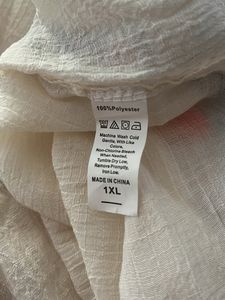 100%Polyester
Machine Wash Cold
Gentle, With Like
Colors,
Non-Chlorine Bleach
When Needed,
Tumble Dry Low,
Remove Promptly,
Iron Low.
MADE IN CHINA
1XL